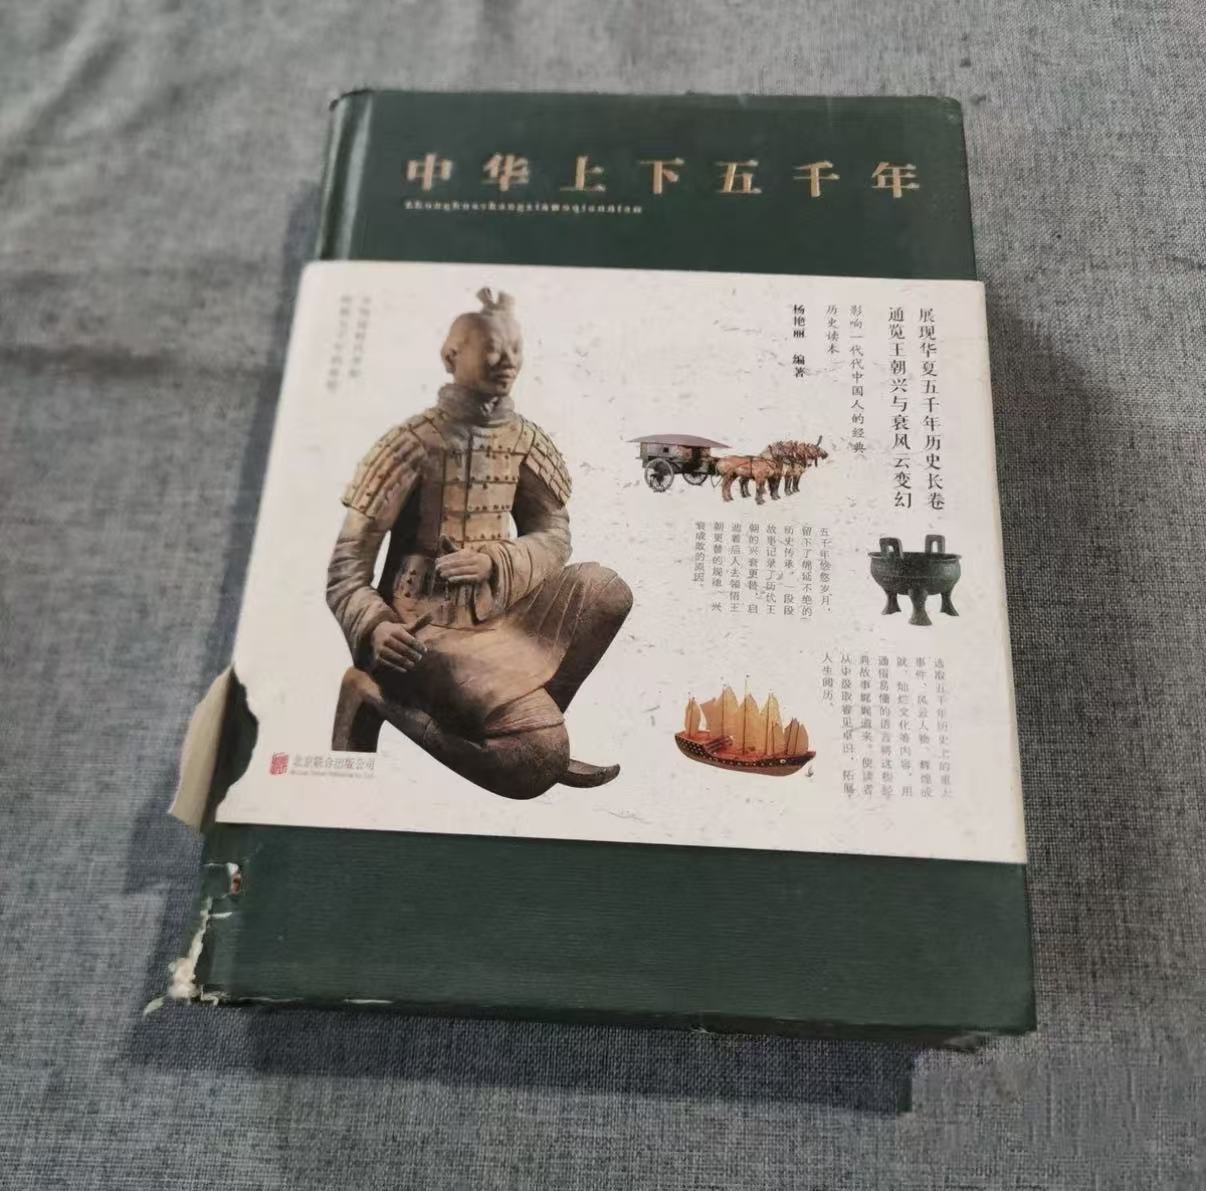 中华上下五千年
zhonghuashangxiawuqiannian
展现华夏五千年历史长卷
通览王朝兴与衰风云变幻
影响一代代中国人的经典
历史读本
杨艳丽 编著
五千年悠悠岁月，
留下了绵延不绝的
历史传承。一段段
故事记录了历代王
朝的兴衰更替，启
迪着后人去领悟王
朝更替的规律、兴
衰成败的原因。
选取五千年历史上的重大
事件、风云人物、辉煌成
就、灿烂文化等内容，用
通俗易懂的语言将这些经
典故事娓娓道来。使读者
从中汲取睿见卓识，拓展
人生阅历。
北京联合出版公司